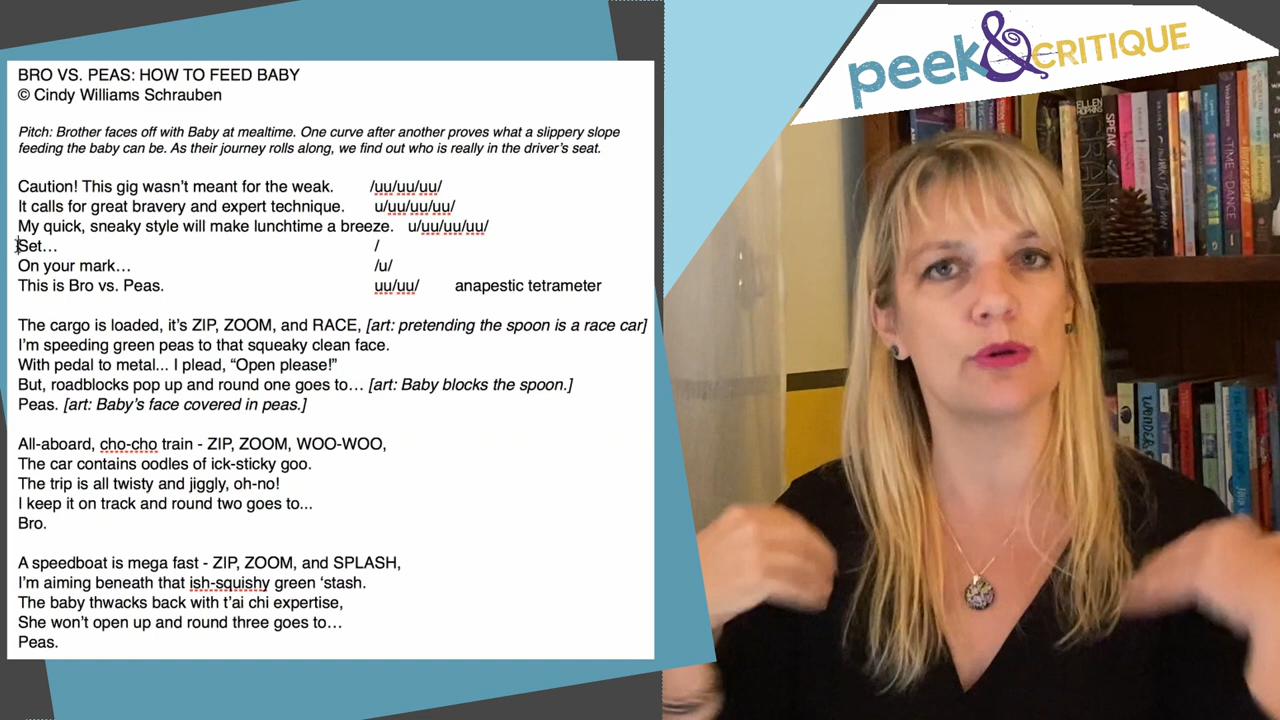 peek&CRITIQUE
BRO VS. PEAS: HOW TO FEED BABY
© Cindy Williams Schrauben
Pitch: Brother faces off with Baby at mealtime. One curve after another proves what a slippery slope
feeding the baby can be. As their journey rolls along, we find out who is really in the driver's seat.
Caution! This gig wasn't meant for the weak. /uu/uu/uu/
It calls for great bravery and expert technique. u/uu/uu/uu/
My quick, sneaky style will make lunchtime a breeze. u/uu/uu/uu/
Set… /
On your mark… /u/
This is Bro vs. Peas. uu/uu/ anapestic tetrameter
The cargo is loaded, it's ZIP, ZOOM, and RACE, [art: pretending the spoon is a race car]
I'm speeding green peas to that squeaky clean face.
With pedal to metal... I plead, “Open please!”
But, roadblocks pop up and round one goes to… [art: Baby blocks the spoon.]
Peas. [art: Baby's face covered in peas.]
All-aboard, cho-cho train - ZIP, ZOOM, WOO-WOO,
The car contains oodles of ick-sticky goo.
The trip is all twisty and jiggly, oh-no!
I keep it on track and round two goes to...
Bro.
A speedboat is mega fast - ZIP, ZOOM, and SPLASH,
I'm aiming beneath that ish-squishy green ‘stash.
The baby thwacks back with t'ai chi expertise,
She won't open up and round three goes to…
Peas.
ELLEN
HOPKINS
SPEAK
CRANK
A TIME TO DANCE
WONDER